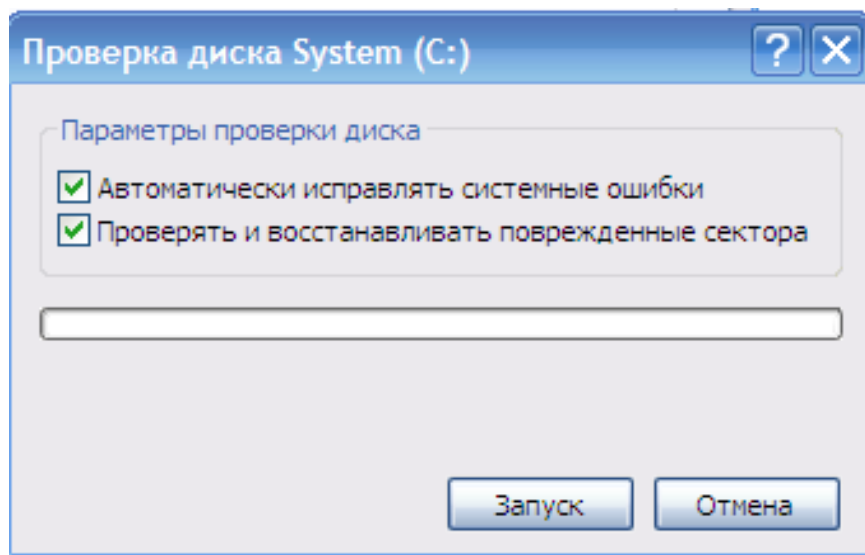 Проверка диска System (C:)
Параметры проверки диска
Автоматически исправлять системные ошибки
Проверять и восстанавливать поврежденные сектора
Запуск
Отмена